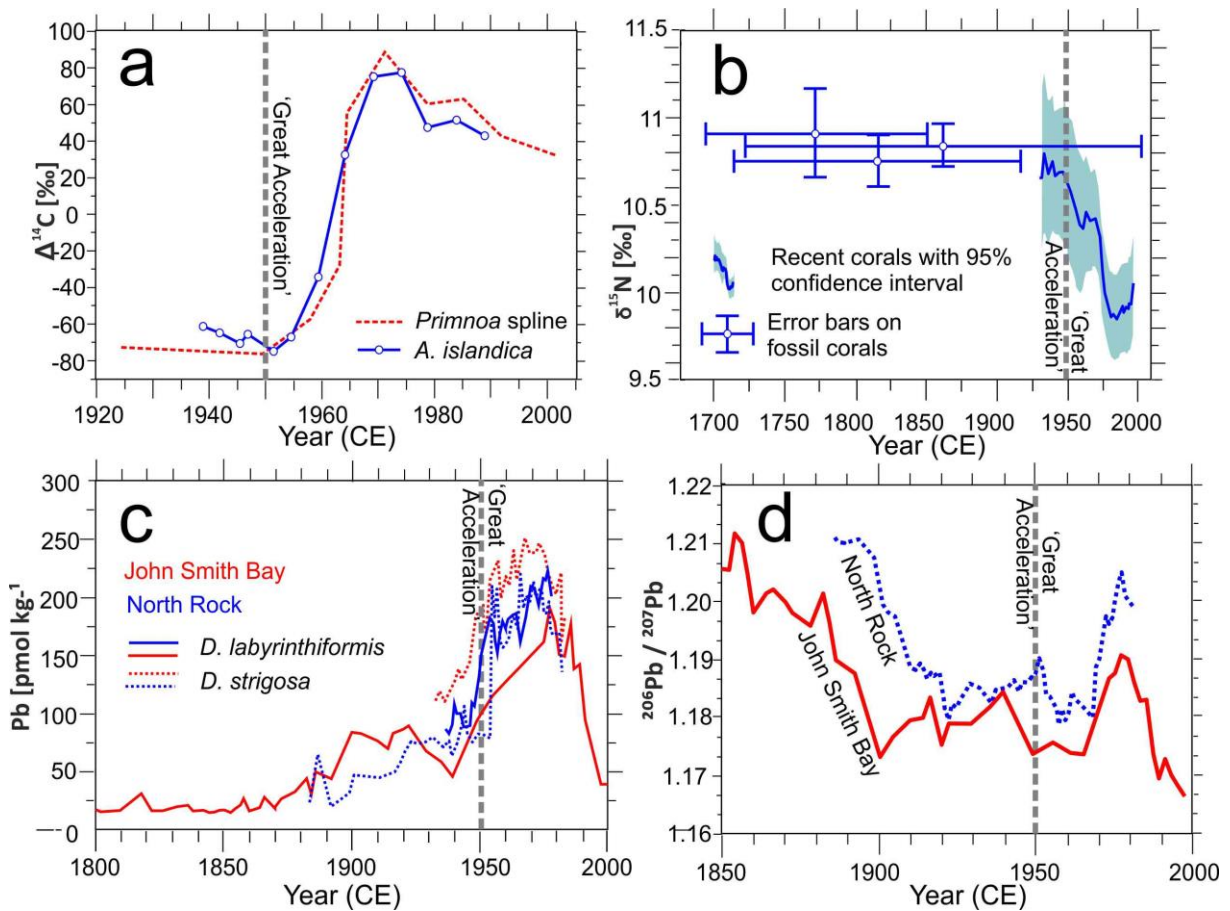 a
100
80
60
40
20
0
-20
-40
-60
-80
Δ¹⁴C [‰]
'Great Acceleration'
Primnoa spline
A. islandica
1920 1940 1960 1980 2000
Year (CE)
b
11.5
11
10.5
10
9.5
δ¹⁵N [‰]
Recent corals with 95%
confidence interval
Error bars on
fossil corals
'Great
Acceleration'
1700 1750 1800 1850 1900 1950 2000
Year (CE)
c
300
250
200
150
100
50
0
Pb [pmol kg⁻¹
'Great
Acceleration'
John Smith Bay
North Rock
D. labyrinthiformis
D. strigosa
1800 1850 1900 1950 2000
Year (CE)
d
1.22
1.21
1.20
1.19
1.18
1.17
1.16
²⁰⁶Pb / ²⁰⁷Pb
North Rock
John Smith Bay
'Great
Acceleration'
1850 1900 1950 2000
Year (CE)